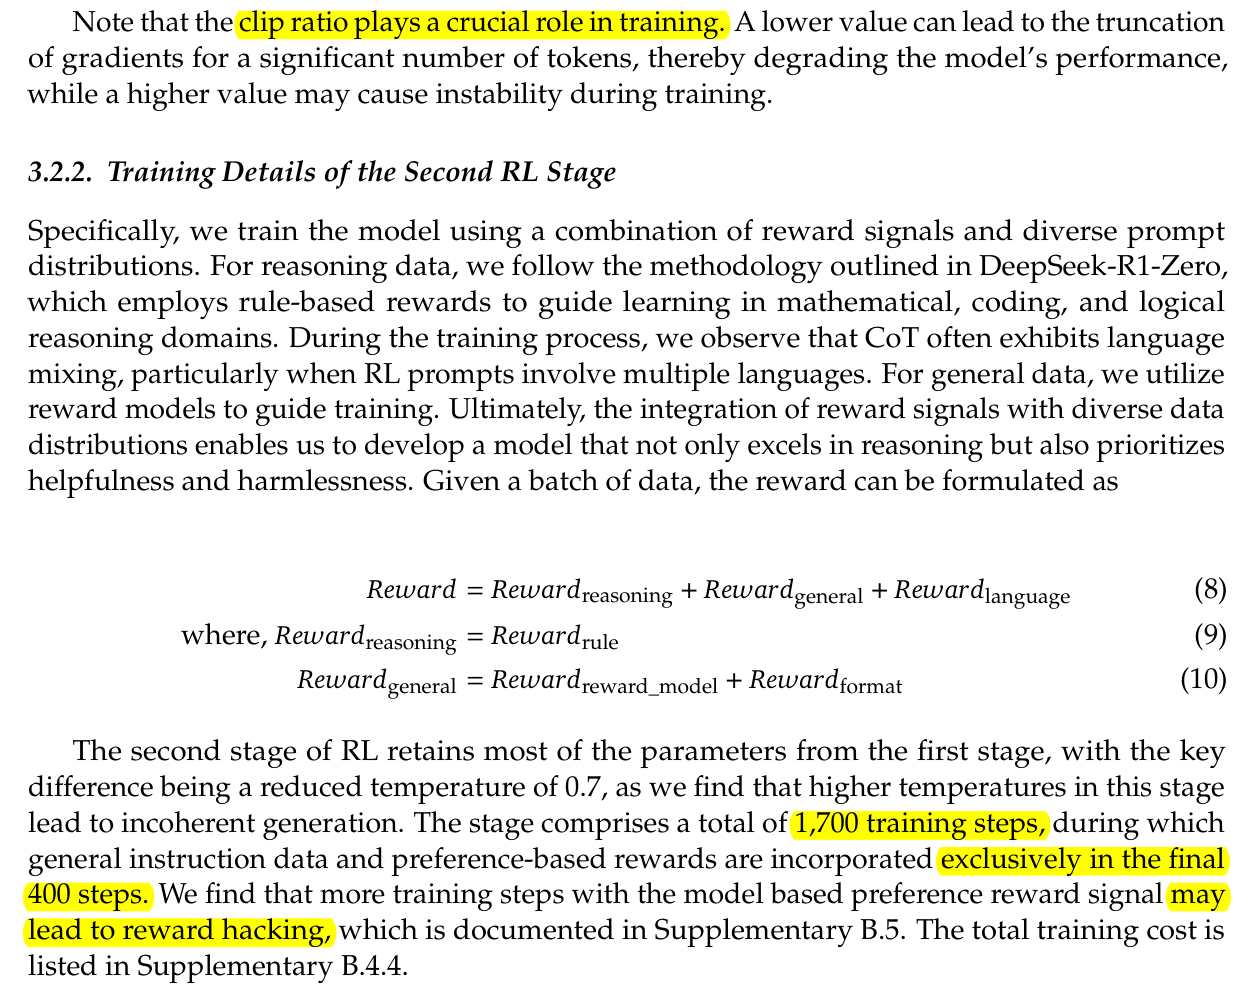 Note that the clip ratio plays a crucial role in training. A lower value can lead to the truncation
of gradients for a significant number of tokens, thereby degrading the model's performance,
while a higher value may cause instability during training.
3.2.2. Training Details of the Second RL Stage
Specifically, we train the model using a combination of reward signals and diverse prompt
distributions. For reasoning data, we follow the methodology outlined in DeepSeek-R1-Zero,
which employs rule-based rewards to guide learning in mathematical, coding, and logical
reasoning domains. During the training process, we observe that CoT often exhibits language
mixing, particularly when RL prompts involve multiple languages. For general data, we utilize
reward models to guide training. Ultimately, the integration of reward signals with diverse data
distributions enables us to develop a model that not only excels in reasoning but also prioritizes
helpfulness and harmlessness. Given a batch of data, the reward can be formulated as
Reward = Reward_reasoning + Reward_general + Reward_language (8)
where, Reward_reasoning = Reward_rule (9)
Reward_general = Reward_reward_model + Reward_format (10)
The second stage of RL retains most of the parameters from the first stage, with the key
difference being a reduced temperature of 0.7, as we find that higher temperatures in this stage
lead to incoherent generation. The stage comprises a total of 1,700 training steps, during which
general instruction data and preference-based rewards are incorporated exclusively in the final
400 steps. We find that more training steps with the model based preference reward signal may
lead to reward hacking, which is documented in Supplementary B.5. The total training cost is
listed in Supplementary B.4.4.